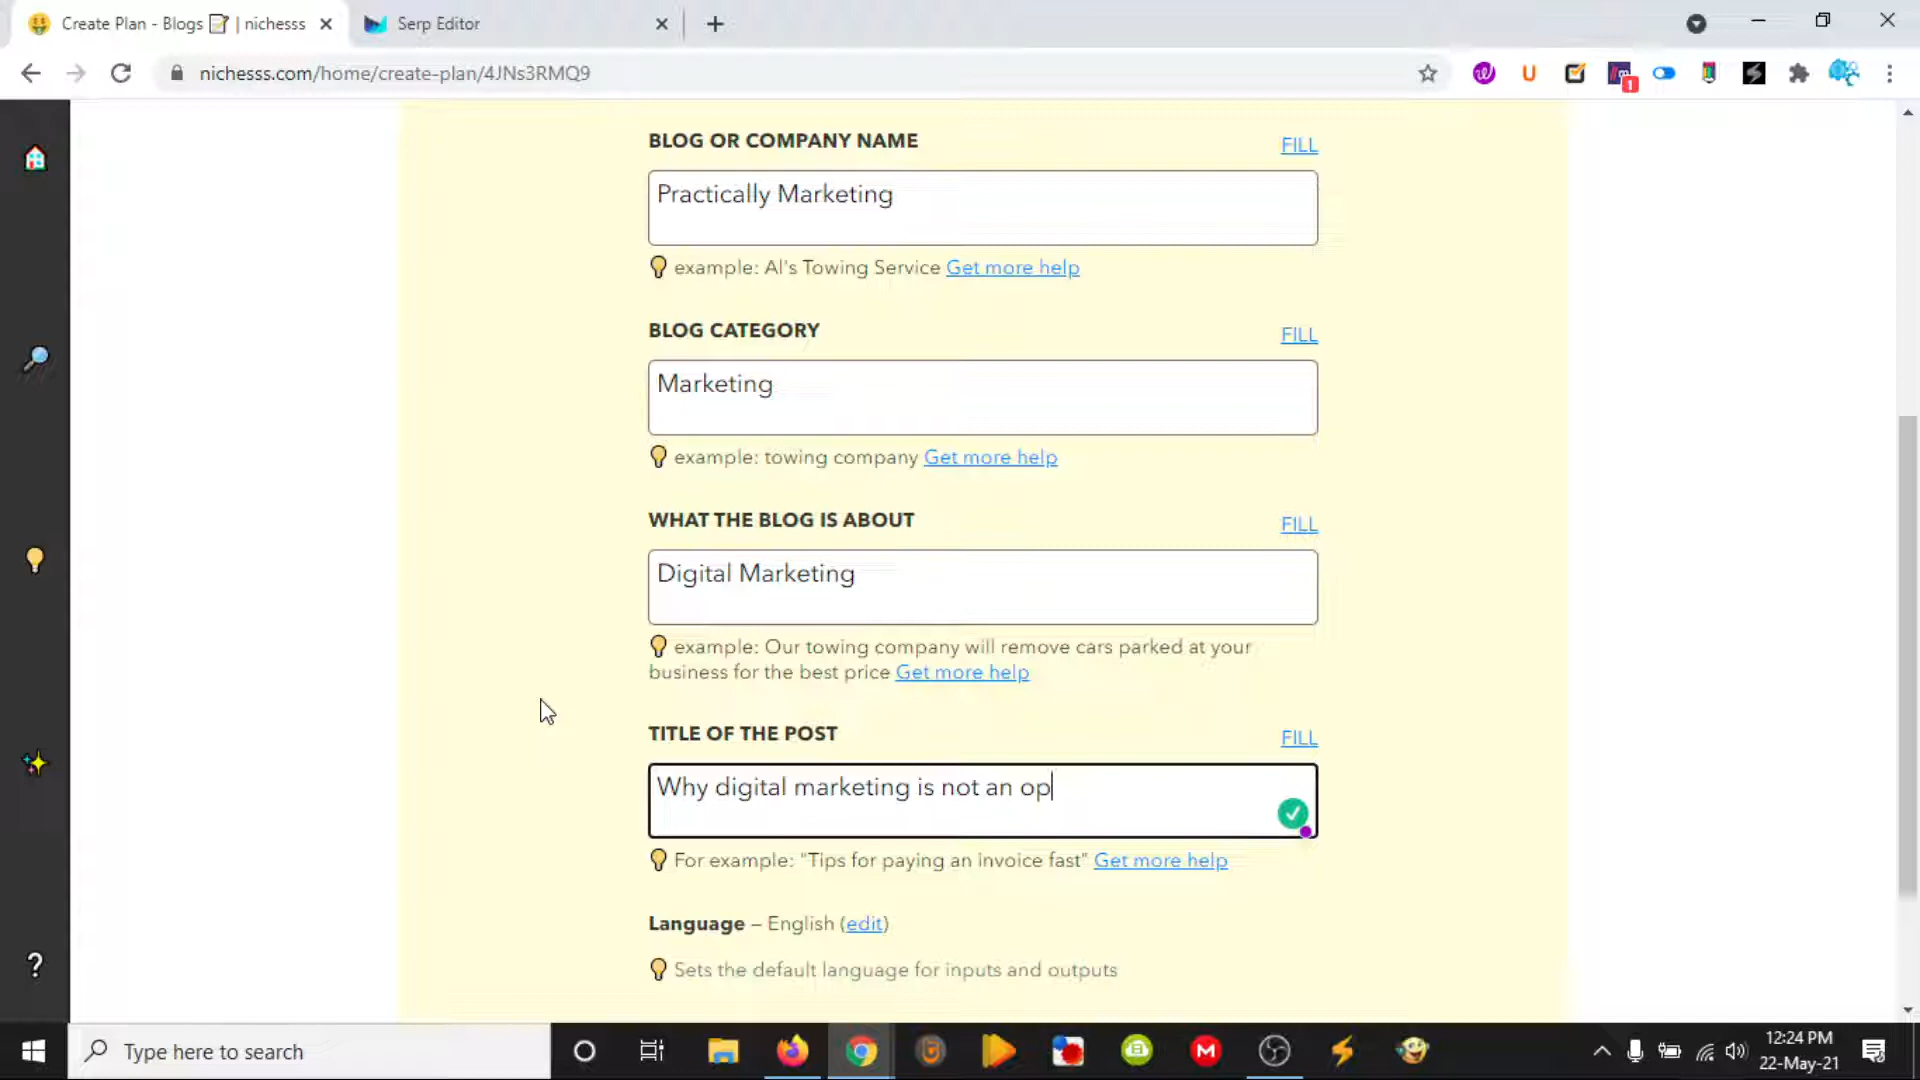 Create Plan - Blogs 📝 | nichesss
Serp Editor
nichesss.com/home/create-plan/4JNs3RMQ9
1
BLOG OR COMPANY NAME
FILL
Practically Marketing
example: Al's Towing Service Get more help
BLOG CATEGORY
FILL
Marketing
example: towing company Get more help
WHAT THE BLOG IS ABOUT
FILL
Digital Marketing
example: Our towing company will remove cars parked at your
business for the best price Get more help
TITLE OF THE POST
FILL
Why digital marketing is not an op
For example: "Tips for paying an invoice fast" Get more help
Language – English (edit)
Sets the default language for inputs and outputs
Type here to search
12:24 PM
22-May-21